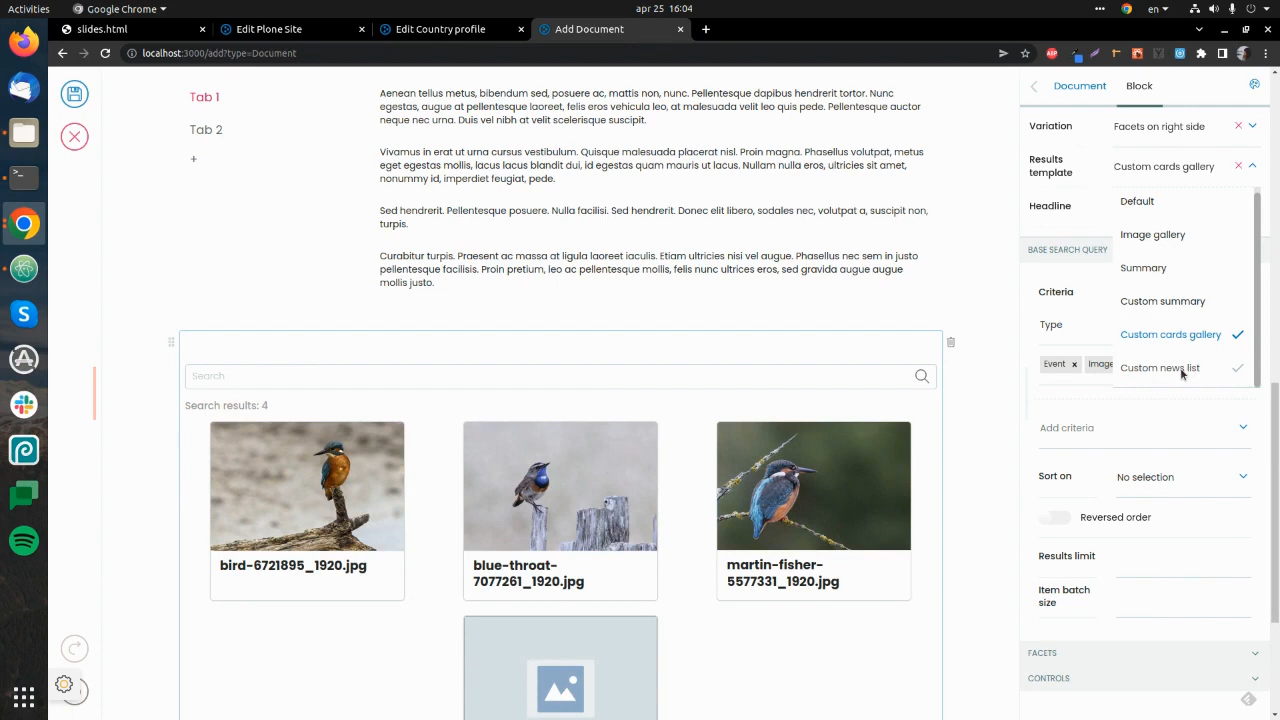 Activities
Google Chrome
apr 25 16:04
en
slides.html
Edit Plone Site
Edit Country profile
Add Document
localhost:3000/add?type=Document
ABP
Tab 1
Tab 2
+
Aenean tellus metus, bibendum sed, posuere ac, mattis non, nunc. Pellentesque dapibus hendrerit tortor. Nunc
egestas, augue at pellentesque laoreet, felis eros vehicula leo, at malesuada velit leo quis pede. Pellentesque auctor
neque nec urna. Duis vel nibh at velit scelerisque suscipit.
Vivamus in erat ut urna cursus vestibulum. Quisque malesuada placerat nisl. Proin magna. Phasellus volutpat, metus
eget egestas mollis, lacus lacus blandit dui, id egestas quam mauris ut lacus. Nullam nulla eros, ultricies sit amet,
nonummy id, imperdiet feugiat, pede.
Sed hendrerit. Pellentesque posuere. Nulla facilisi. Sed hendrerit. Donec elit libero, sodales nec, volutpat a, suscipit non,
turpis.
Curabitur turpis. Praesent ac massa at ligula laoreet iaculis. Etiam ultricies nisi vel augue. Phasellus nec sem in justo
pellentesque facilisis. Proin pretium, leo ac pellentesque mollis, felis nunc ultrices eros, sed gravida augue augue
mollis justo.
Search
Search results: 4
bird-6721895_1920.jpg
blue-throat-
7077261_1920.jpg
martin-fisher-
5577331_1920.jpg
Document
Block
Variation
Facets on right side
Results
template
Custom cards gallery
Headline
Default
Image gallery
Summary
Custom summary
Custom cards gallery
Custom news list
BASE SEARCH QUERY
Criteria
Type
Event x
Image
Add criteria
Sort on
No selection
Reversed order
Results limit
Item batch
size
FACETS
CONTROLS